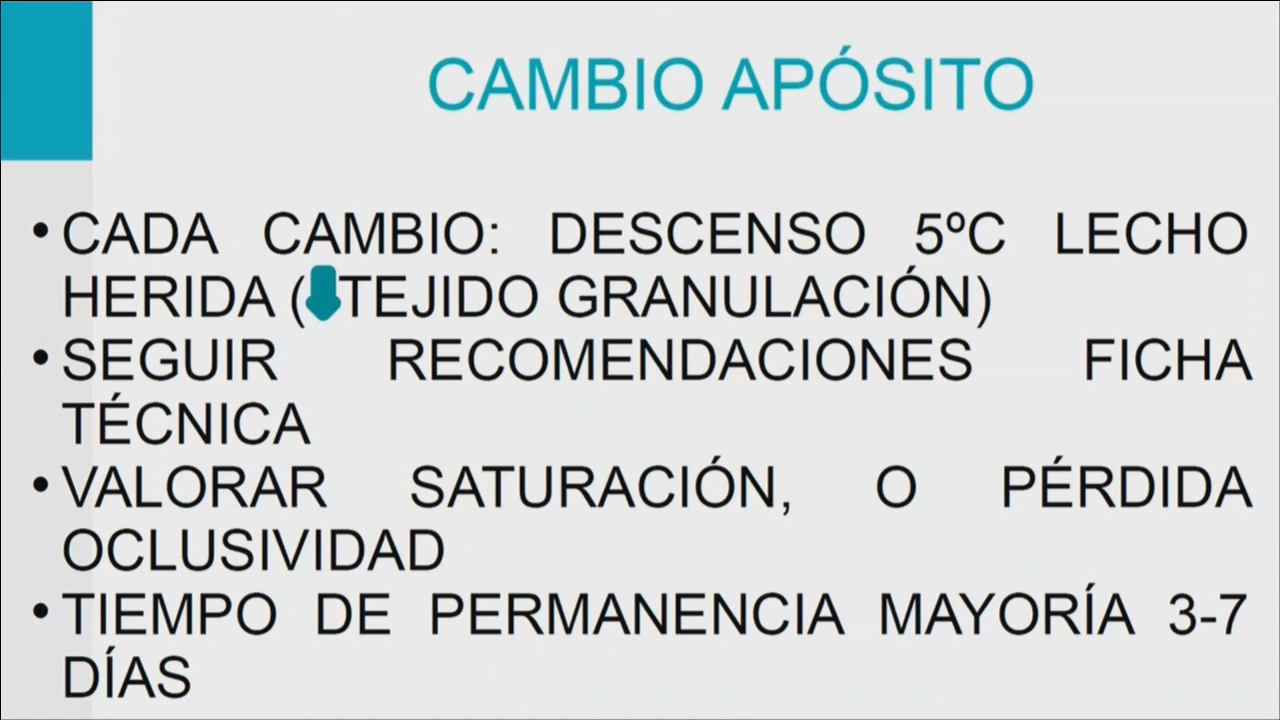 CAMBIO APÓSITO
• CADA CAMBIO: DESCENSO 5ºC LECHO
HERIDA (⬇TEJIDO GRANULACIÓN)
• SEGUIR RECOMENDACIONES FICHA
TÉCNICA
• VALORAR SATURACIÓN, O PÉRDIDA
OCLUSIVIDAD
• TIEMPO DE PERMANENCIA MAYORÍA 3-7
DÍAS